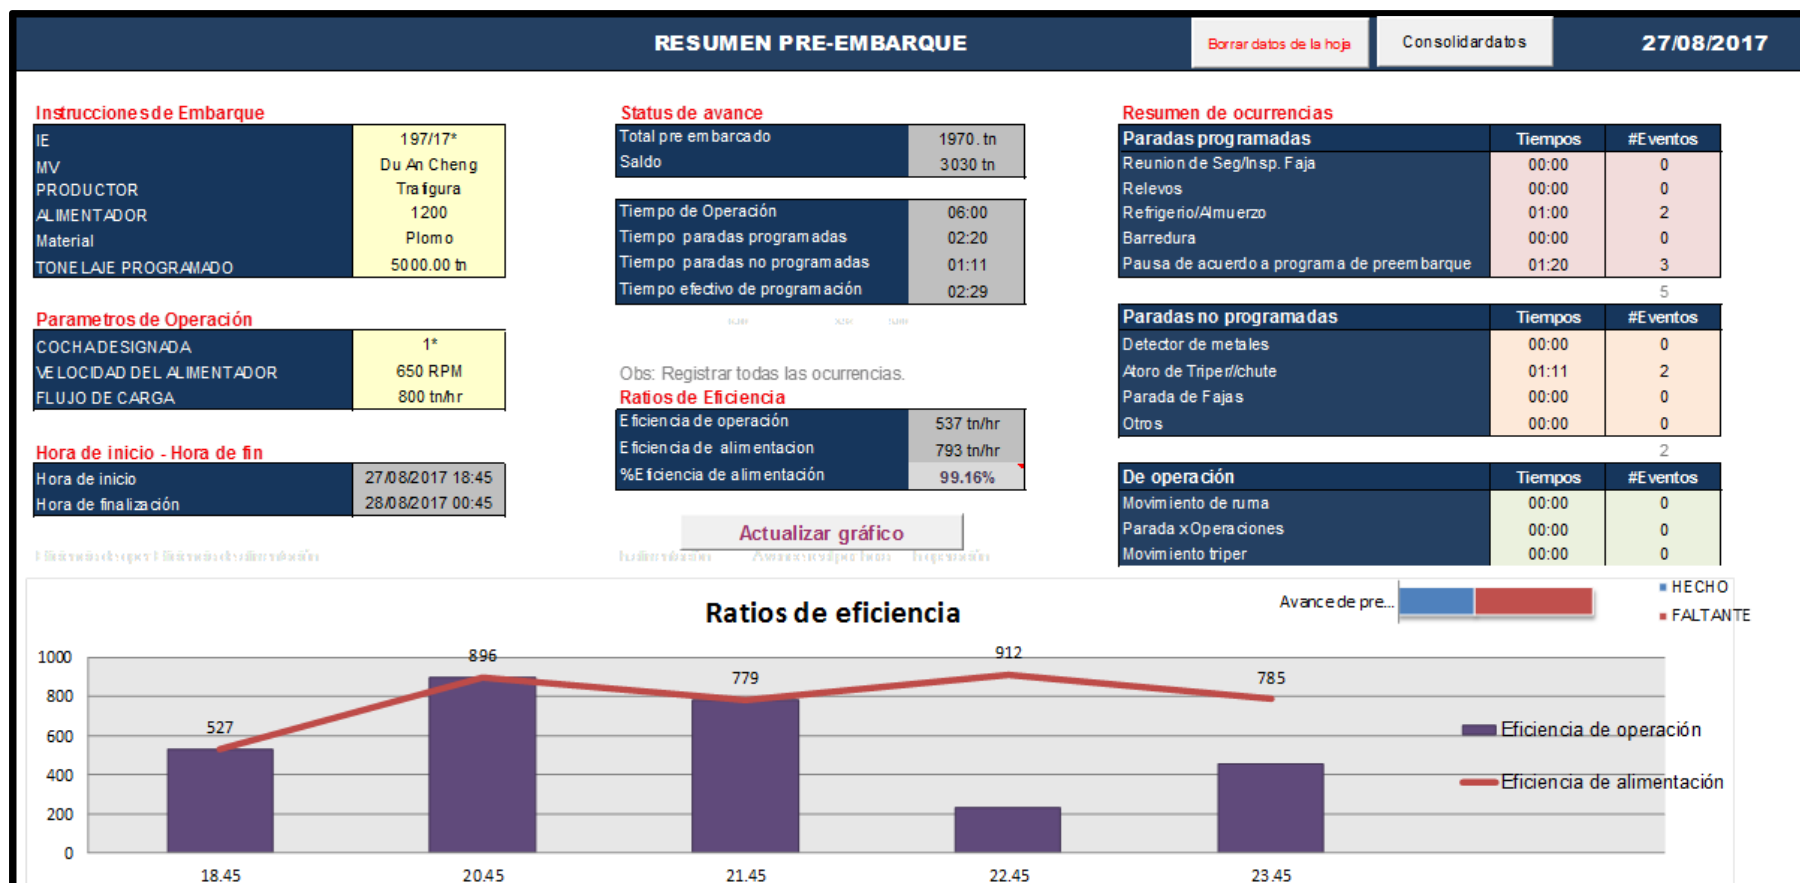 RESUMEN PRE-EMBARQUE
Borrar datos de la hoja
Consolidar datos
27/08/2017
Instrucciones de Embarque
IE 197/17*
MV Du An Cheng
PRODUCTOR Trafigura
ALIMENTADOR 1200
Material Plomo
TONELAJE PROGRAMADO 5000.00 tn
Parametros de Operación
COCHA DESIGNADA 1*
VELOCIDAD DEL ALIMENTADOR 650 RPM
FLUJO DE CARGA 800 tn/hr
Hora de inicio - Hora de fin
Hora de inicio 27/08/2017 18:45
Hora de finalización 28/08/2017 00:45
Status de avance
Total pre embarcado 1970. tn
Saldo 3030 tn
Tiempo de Operación 06:00
Tiempo paradas programadas 02:20
Tiempo paradas no programadas 01:11
Tiempo efectivo de programación 02:29
Obs: Registrar todas las ocurrencias.
Ratios de Eficiencia
Eficiencia de operación 537 tn/hr
Eficiencia de alimentacion 793 tn/hr
%Eficiencia de alimentación 99.16%
Actualizar gráfico
Resumen de ocurrencias
Paradas programadas Tiempos #Eventos
Reunion de Seg/Insp. Faja 00:00 0
Relevos 00:00 0
Refrigerio/Almuerzo 01:00 2
Barredura 00:00 0
Pausa de acuerdo a programa de preembarque 01:20 3
5
Paradas no programadas Tiempos #Eventos
Detector de metales 00:00 0
Atoro de Triper//chute 01:11 2
Parada de Fajas 00:00 0
Otros 00:00 0
2
De operación Tiempos #Eventos
Movimiento de ruma 00:00 0
Parada x Operaciones 00:00 0
Movimiento triper 00:00 0
Ratios de eficiencia
Avance de pre...
HECHO
FALTANTE
1000
800
600
400
200
0
527
896
779
912
785
18.45
20.45
21.45
22.45
23.45
Eficiencia de operación
Eficiencia de alimentación